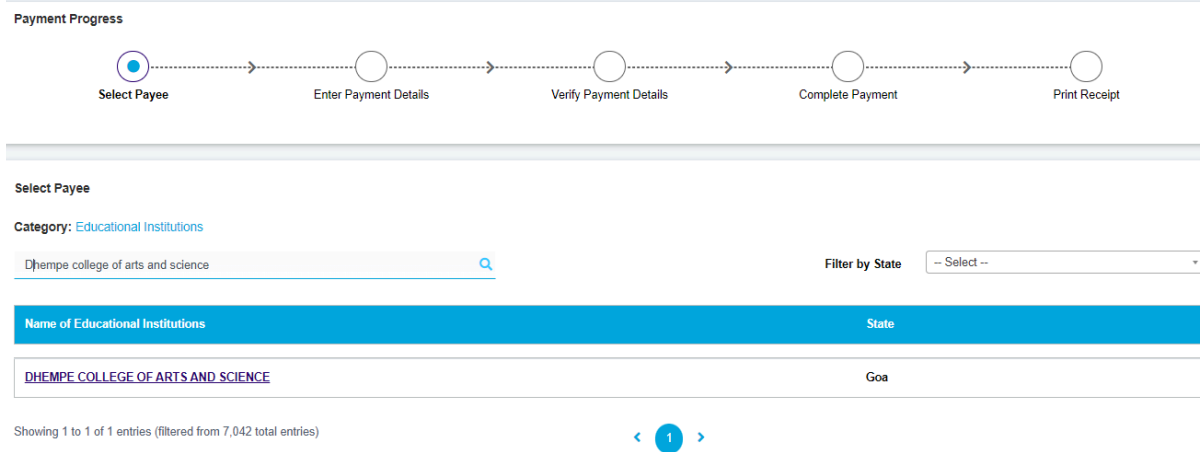 Payment Progress
Select Payee
Enter Payment Details
Verify Payment Details
Complete Payment
Print Receipt
Select Payee
Category: Educational Institutions
Dhempe college of arts and science
Filter by State
-- Select --
Name of Educational Institutions
State
DHEMPE COLLEGE OF ARTS AND SCIENCE
Goa
Showing 1 to 1 of 1 entries (filtered from 7,042 total entries)
1